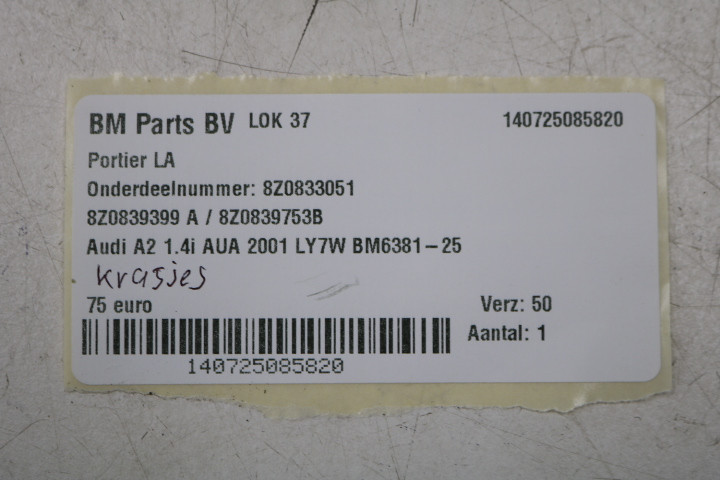 BM Parts BV LOK 37 140725085820
Portier LA
Onderdeelnummer: 8Z0833051
8Z0839399 A / 8Z0839753B
Audi A2 1.4i AUA 2001 LY7W BM6381-25
krasjes
75 euro Verz: 50
Aantal: 1
140725085820